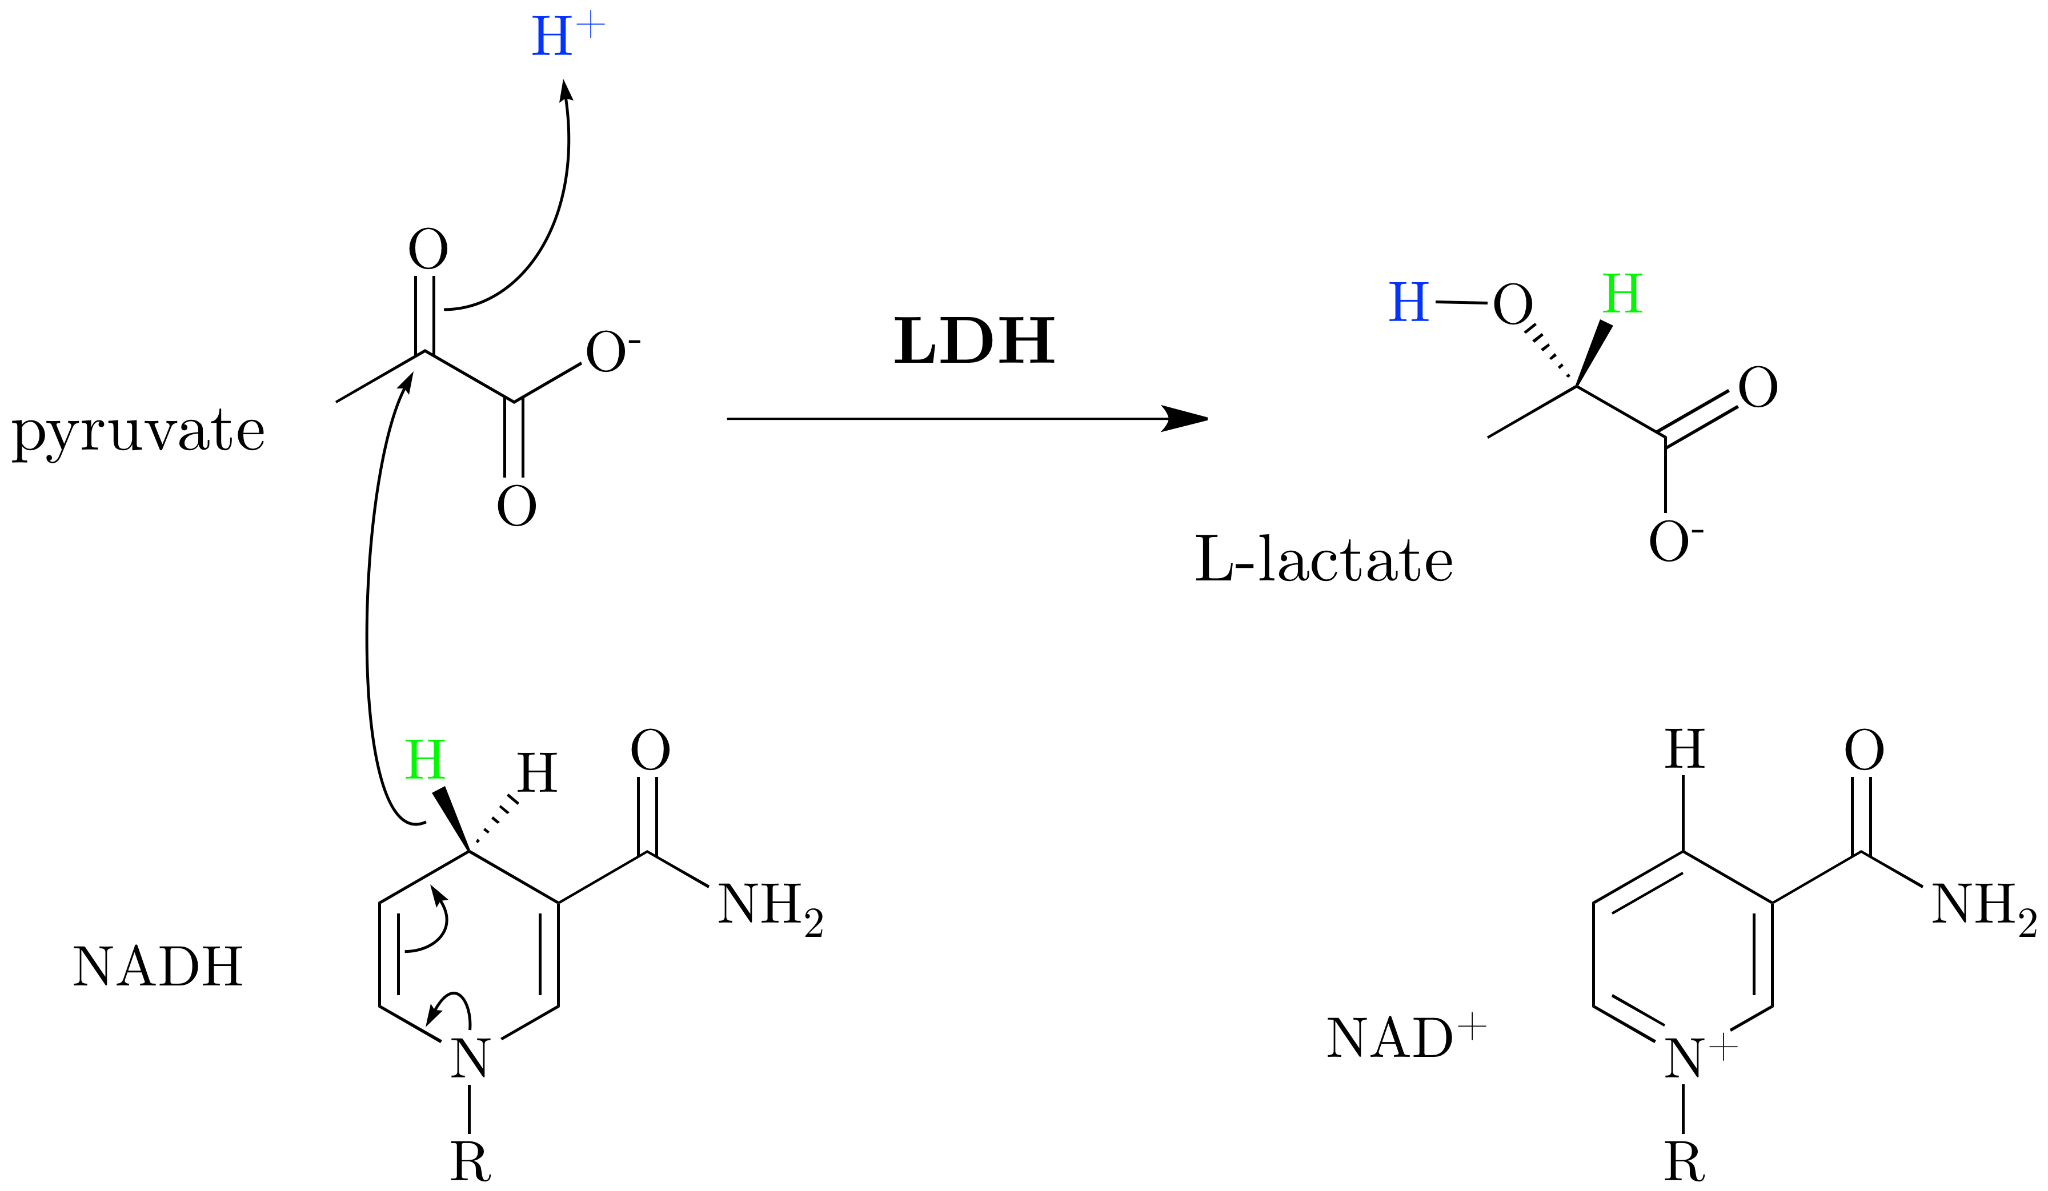 H⁺
O
O⁻
O
pyruvate
LDH
H
O
H
O
O⁻
L-lactate
H
H
O
NH₂
NADH
N
R
H
O
NH₂
NAD⁺
N⁺
R